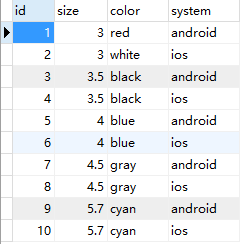 id size color system
1 3 red android
2 3 white ios
3 3.5 black android
4 3.5 black ios
5 4 blue android
6 4 blue ios
7 4.5 gray android
8 4.5 gray ios
9 5.7 cyan android
10 5.7 cyan ios